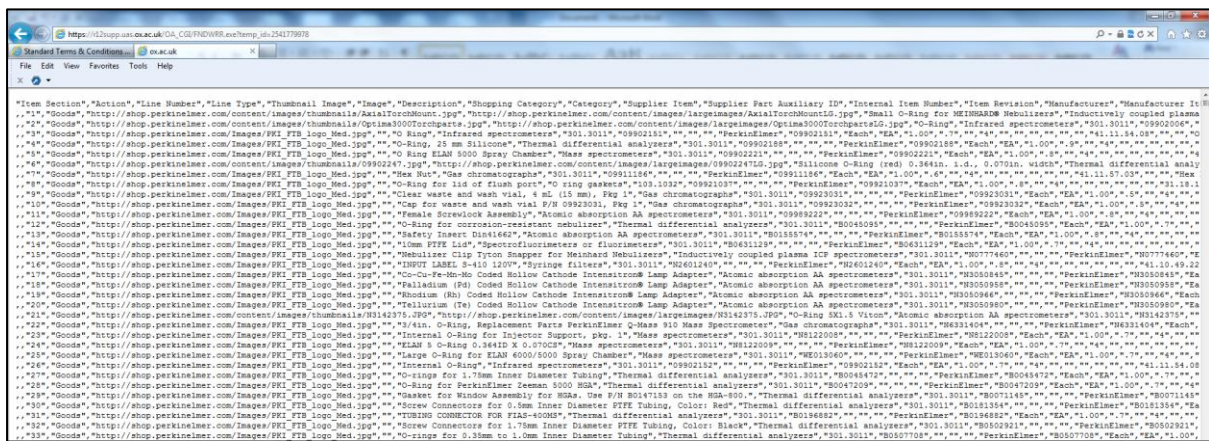 https://r12supp.uas.ox.ac.uk/OA_CGI/FNDWRR.exe?temp_id=2541779978
Standard Terms & Conditions ... ox.ac.uk
File Edit View Favorites Tools Help
"Item Section","Action","Line Number","Line Type","Thumbnail Image","Image","Description","Shopping Category","Category","Supplier Item","Supplier Part Auxiliary ID","Internal Item Number","Item Revision","Manufacturer","Manufacturer It
,,"1","Goods","http://shop.perkinelmer.com/content/images/thumbnails/AxialTorchMount.jpg","http://shop.perkinelmer.com/content/images/largeimages/AxialTorchMountLG.jpg","Small O-Ring for MEINHARD® Nebulizers","Inductively coupled plasma
,,"2","Goods","http://shop.perkinelmer.com/content/images/thumbnails/Optima3000Torchparts.jpg","http://shop.perkinelmer.com/content/images/largeimages/Optima3000TorchpartsLG.jpg","O-Ring","Infrared spectrometers","301.3011","09902006",
,,"3","Goods","http://shop.perkinelmer.com/Images/PKI_FTB_logo_Med.jpg","","O Ring","Infrared spectrometers","301.3011","09902151","","","","PerkinElmer","09902151","Each","EA","1.00"
,,"4","Goods","http://shop.perkinelmer.com/Images/PKI_FTB_logo_Med.jpg","","O-Ring, 25 mm Silicone","Thermal differential analyzers","301.3011","09902188","","","","PerkinElmer","09902188","Each","EA","1.00"
,,"5","Goods","http://shop.perkinelmer.com/Images/PKI_FTB_logo_Med.jpg","","O Ring ELAN 5000 Spray Chamber","Mass spectrometers","301.3011","09902221","","","","PerkinElmer","09902221","Each","EA","1.00"
,,"6","Goods","http://shop.perkinelmer.com/content/images/thumbnails/09902247.jpg","http://shop.perkinelmer.com/content/images/largeimages/09902247LG.jpg","Silicone O-Ring (red) 0.364in. i.d., 0.070in. width","Thermal differential analy
,,"7","Goods","http://shop.perkinelmer.com/Images/PKI_FTB_logo_Med.jpg","","Hex Nut","Gas chromatographs","301.3011","09911186","","","","PerkinElmer","09911186","Each","EA","1.00"
,,"8","Goods","http://shop.perkinelmer.com/Images/PKI_FTB_logo_Med.jpg","","O-Ring for lid of flush port","O ring gaskets","103.1032","09921037","","","","PerkinElmer","09921037","Each","EA","1.00"
,,"9","Goods","http://shop.perkinelmer.com/Images/PKI_FTB_logo_Med.jpg","","Clear waste and wash vial, 4 mL (15 mm), Pkg 1","Gas chromatographs","301.3011","09923031","","","","PerkinElmer","09923031","Each","EA","1.00"
,,"10","Goods","http://shop.perkinelmer.com/Images/PKI_FTB_logo_Med.jpg","","Cap for waste and wash vial P/N 09923031, Pkg 1","Gas chromatographs","301.3011","09923032","","","","PerkinElmer","09923032","Each","EA","1.00"
,,"11","Goods","http://shop.perkinelmer.com/Images/PKI_FTB_logo_Med.jpg","","Female Screwlock Assembly","Atomic absorption AA spectrometers","301.3011","09989222","","","","PerkinElmer","09989222","Each","EA","1.00"
,,"12","Goods","http://shop.perkinelmer.com/Images/PKI_FTB_logo_Med.jpg","","O-Ring for corrosion-resistant nebulizer","Thermal differential analyzers","301.3011","B0045095","","","","PerkinElmer","B0045095","Each","EA","1.00"
,,"13","Goods","http://shop.perkinelmer.com/Images/PKI_FTB_logo_Med.jpg","","Safety Insert Din41662","Atomic absorption AA spectrometers","301.3011","B0155574","","","","PerkinElmer","B0155574","Each","EA","1.00"
,,"14","Goods","http://shop.perkinelmer.com/Images/PKI_FTB_logo_Med.jpg","","10mm PTFE Lid","Spectrofluorimeters or fluorimeters","301.3011","B0631129","","","","PerkinElmer","B0631129","Each","EA","1.00"
,,"15","Goods","http://shop.perkinelmer.com/Images/PKI_FTB_logo_Med.jpg","","Nebulizer Clip Tyton Snapper for Meinhard Nebulizers","Inductively coupled plasma ICP spectrometers","301.3011","N0777460","","","","PerkinElmer","N0777460","E
,,"16","Goods","http://shop.perkinelmer.com/Images/PKI_FTB_logo_Med.jpg","","INPUT LABEL S-410 120V","Syringe filters","301.3011","N2601240","","","","PerkinElmer","N2601240","Each","EA","1.00"
,,"17","Goods","http://shop.perkinelmer.com/Images/PKI_FTB_logo_Med.jpg","","Co-Cu-Fe-Mn-Mo Coded Hollow Cathode Intensitron® Lamp Adapter","Atomic absorption AA spectrometers","301.3011","N3050845","","","","PerkinElmer","N3050845","Ea
,,"18","Goods","http://shop.perkinelmer.com/Images/PKI_FTB_logo_Med.jpg","","Palladium (Pd) Coded Hollow Cathode Intensitron® Lamp Adapter","Atomic absorption AA spectrometers","301.3011","N3050958","","","","PerkinElmer","N3050958","Ea
,,"19","Goods","http://shop.perkinelmer.com/Images/PKI_FTB_logo_Med.jpg","","Rhodium (Rh) Coded Hollow Cathode Intensitron® Lamp Adapter","Atomic absorption AA spectrometers","301.3011","N3050966","","","","PerkinElmer","N3050966","Each
,,"20","Goods","http://shop.perkinelmer.com/Images/PKI_FTB_logo_Med.jpg","","Tellurium (Te) Coded Hollow Cathode Intensitron® Lamp Adapter","Atomic absorption AA spectrometers","301.3011","N3050980","","","","PerkinElmer","N3050980","Ea
,,"21","Goods","http://shop.perkinelmer.com/content/images/thumbnails/N3142375.JPG","http://shop.perkinelmer.com/content/images/largeimages/N3142375.JPG","O-Ring 5X1.5 Viton","Atomic absorption AA spectrometers","301.3011","N3142375",""
,,"22","Goods","http://shop.perkinelmer.com/Images/PKI_FTB_logo_Med.jpg","","3/4in. O-Ring, Replacement Parts PerkinElmer Q-Mass 910 Mass Spectrometer","Gas chromatographs","301.3011","N6331404","","","","PerkinElmer","N6331404","Each",
,,"23","Goods","http://shop.perkinelmer.com/Images/PKI_FTB_logo_Med.jpg","","Internal O-Ring for Injector Support, pkg. 1","Mass spectrometers","301.3011","N8122008","","","","PerkinElmer","N8122008","Each","EA","1.00"
,,"24","Goods","http://shop.perkinelmer.com/Images/PKI_FTB_logo_Med.jpg","","ELAN 5 O-Ring 0.344ID X 0.070CS","Mass spectrometers","301.3011","N8122009","","","","PerkinElmer","N8122009","Each","EA","1.00"
,,"25","Goods","http://shop.perkinelmer.com/Images/PKI_FTB_logo_Med.jpg","","Large O-Ring for ELAN 6000/5000 Spray Chamber","Mass spectrometers","301.3011","WE013060","","","","PerkinElmer","WE013060","Each","EA","1.00"
,,"26","Goods","http://shop.perkinelmer.com/Images/PKI_FTB_logo_Med.jpg","","Internal O-Ring","Infrared spectrometers","301.3011","09902152","","","","PerkinElmer","09902152","Each","EA","1.00"
,,"27","Goods","http://shop.perkinelmer.com/Images/PKI_FTB_logo_Med.jpg","","O-rings for 1.75mm Inner Diameter Tubing","Thermal differential analyzers","301.3011","B0045472","","","","PerkinElmer","B0045472","Each","EA","1.00"
,,"28","Goods","http://shop.perkinelmer.com/Images/PKI_FTB_logo_Med.jpg","","O-Ring for PerkinElmer Zeeman 5000 HGA","Thermal differential analyzers","301.3011","B0047209","","","","PerkinElmer","B0047209","Each","EA","1.00"
,,"29","Goods","http://shop.perkinelmer.com/Images/PKI_FTB_logo_Med.jpg","","Gasket for Window Assembly for HGAs. Use P/N B0147153 on the HGA-800.","Thermal differential analyzers","301.3011","B0071145","","","","PerkinElmer","B0071145"
,,"30","Goods","http://shop.perkinelmer.com/Images/PKI_FTB_logo_Med.jpg","","Screw Connectors for 0.5mm Inner Diameter PTFE Tubing, Color: Red","Thermal differential analyzers","301.3011","B0181354","","","","PerkinElmer","B0181354","Ea
,,"31","Goods","http://shop.perkinelmer.com/Images/PKI_FTB_logo_Med.jpg","","TUBING CONNECTOR FOR FIAS-400MS","Thermal differential analyzers","301.3011","B0196882","","","","PerkinElmer","B0196882","Each","EA","1.00"
,,"32","Goods","http://shop.perkinelmer.com/Images/PKI_FTB_logo_Med.jpg","","Screw Connectors for 1.75mm Inner Diameter PTFE Tubing, Color: Black","Thermal differential analyzers","301.3011","B0502921","","","","PerkinElmer","B0502921",
,,"33","Goods","http://shop.perkinelmer.com/Images/PKI_FTB_logo_Med.jpg","","O-rings for 0.35mm to 1.0mm Inner Diameter Tubing","Thermal differential analyzers","301.3011","B0507708","","","","PerkinElmer","B0507708","Each","EA","1.00"